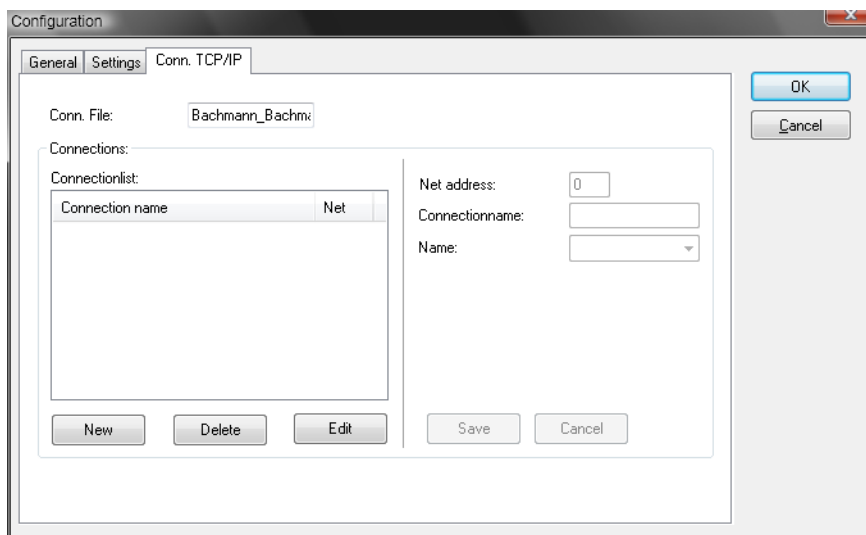 Configuration
General Settings Conn. TCP/IP
OK
Cancel
Conn. File: Bachmann_Bachma
Connections:
Connectionlist:
Connection name Net
New Delete Edit
Net address: 0
Connectionname:
Name:
Save Cancel